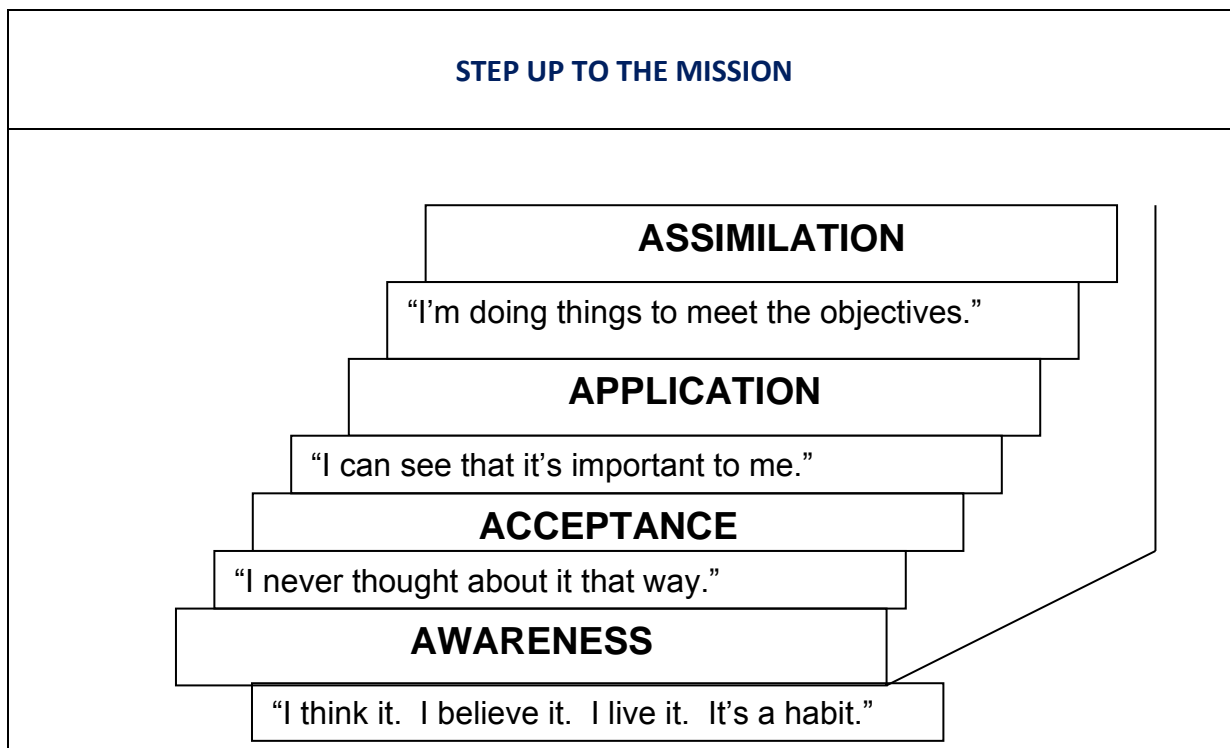 STEP UP TO THE MISSION
ASSIMILATION
“I’m doing things to meet the objectives.”
APPLICATION
“I can see that it’s important to me.”
ACCEPTANCE
“I never thought about it that way.”
AWARENESS
“I think it.  I believe it.  I live it.  It’s a habit.”